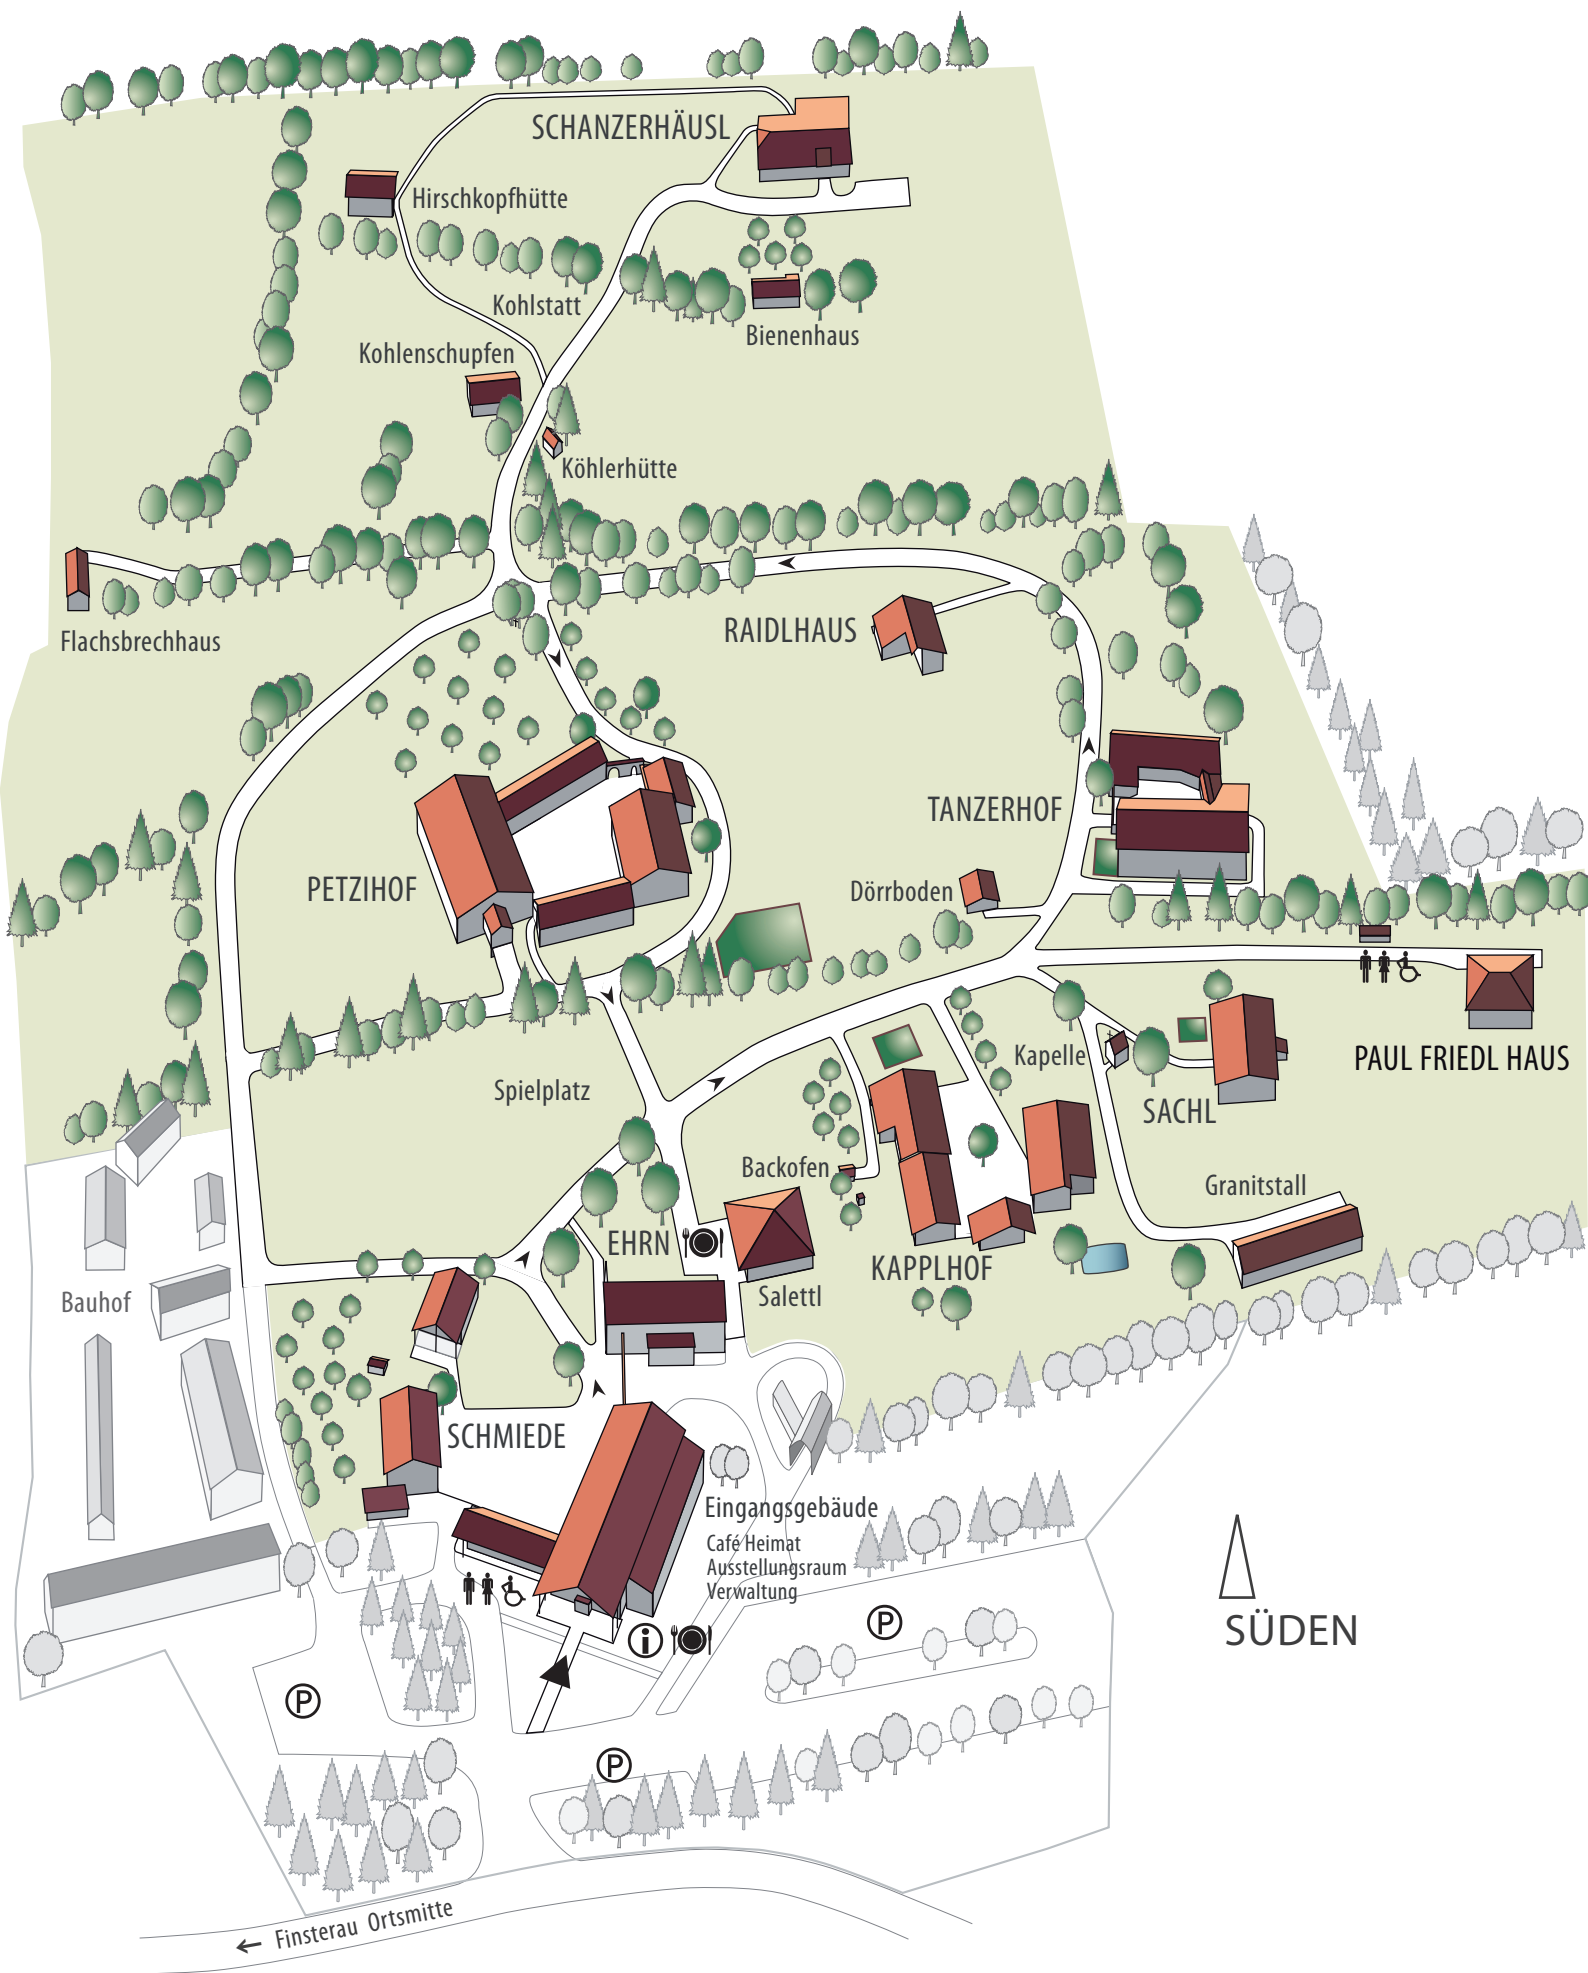 SCHANZERHÄUSL
Hirschkopfhütte
Kohlstatt
Bienenhaus
Kohlenschupfen
Köhlerhütte
Flachsbrechhaus
RAIDLHAUS
TANZERHOF
PETZIHOF
Dörrboden
Kapelle
PAUL FRIEDL HAUS
Spielplatz
SACHL
Backofen
Granitstall
EHRN
KAPPLHOF
Salettl
Bauhof
SCHMIEDE
Eingangsgebäude
Café Heimat
Ausstellungsraum
Verwaltung
i
P
SÜDEN
P
P
← Finsterau Ortsmitte